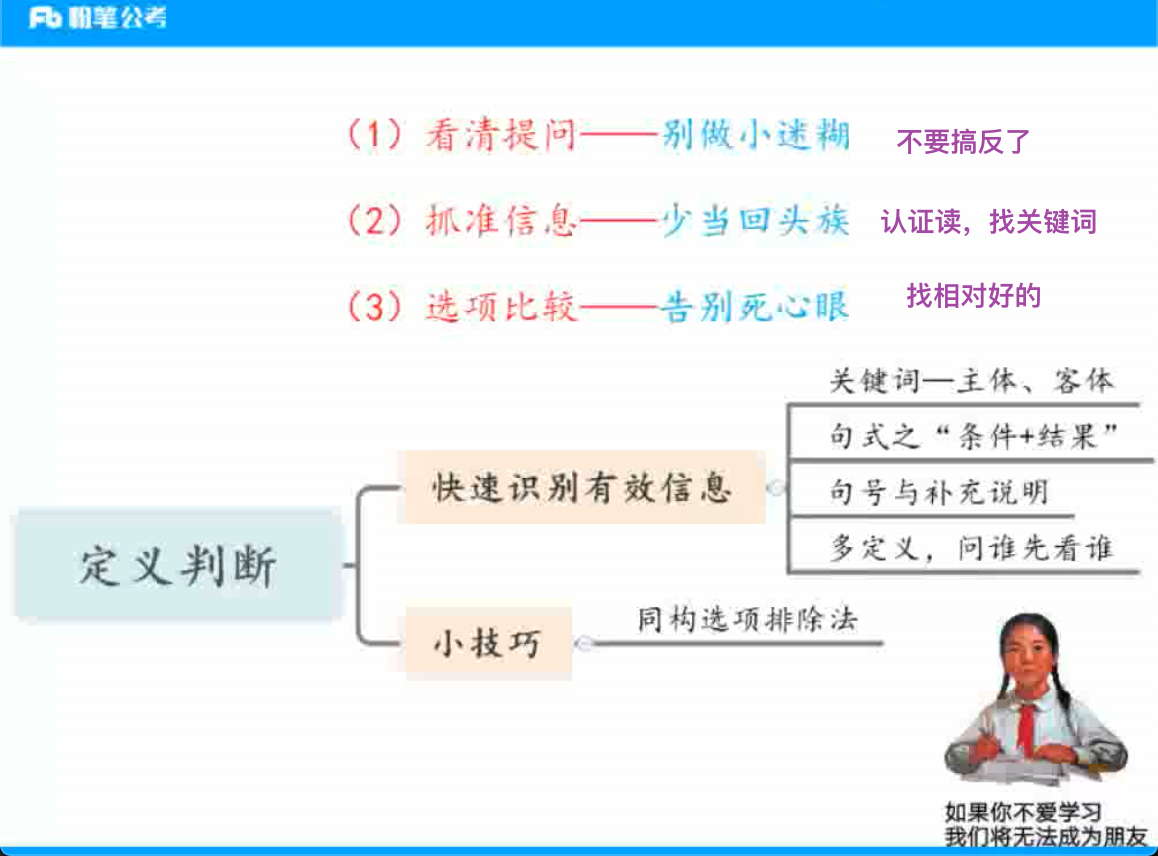 Fb 粉笔公考
（1）看清提问——别做小迷糊 不要搞反了
（2）抓准信息——少当回头族 认证读，找关键词
（3）选项比较——告别死心眼 找相对好的
关键词—主体、客体
句式之“条件+结果”
快速识别有效信息
句号与补充说明
多定义，问谁先看谁
定义判断
小技巧
同构选项排除法
如果你不爱学习
我们将无法成为朋友